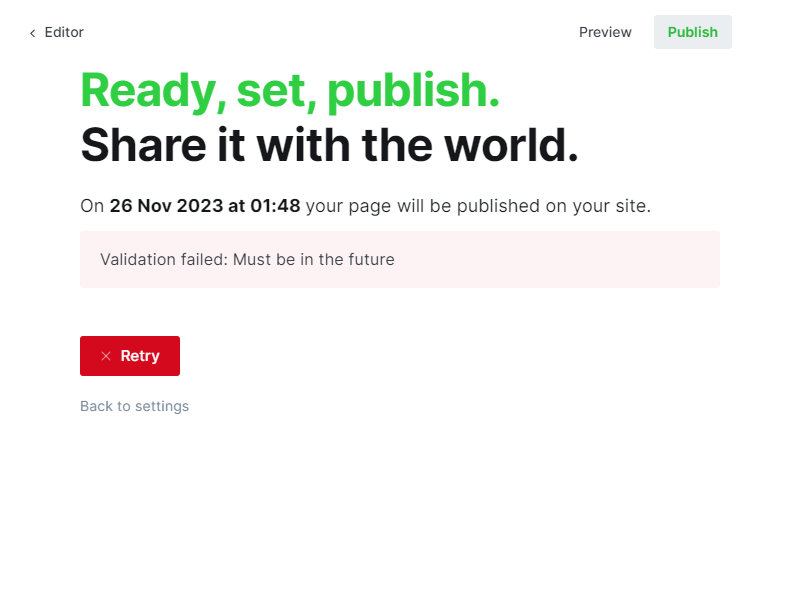 Editor
Preview
Publish
Ready, set, publish.
Share it with the world.
On 26 Nov 2023 at 01:48 your page will be published on your site.
Validation failed: Must be in the future
Retry
Back to settings